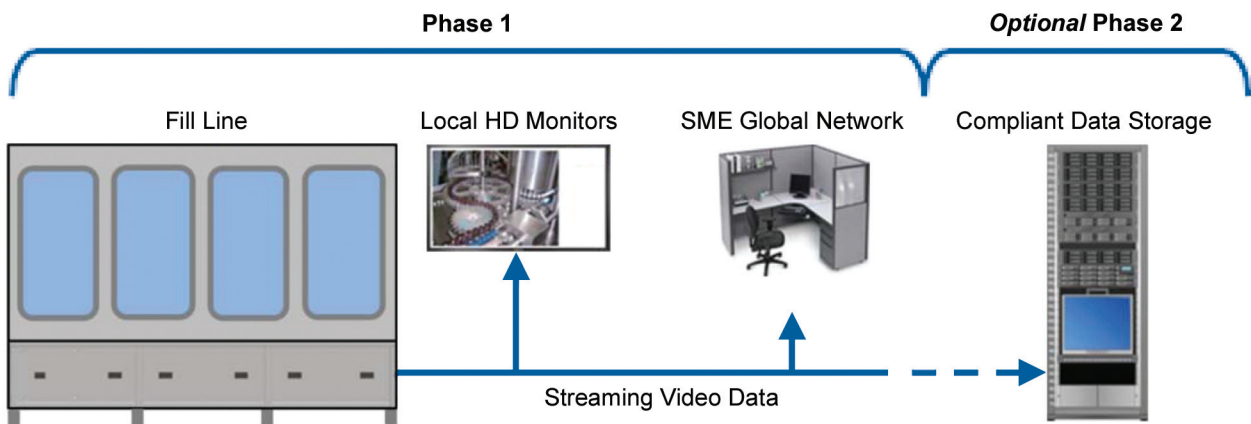 Phase 1
Optional Phase 2
Fill Line
Local HD Monitors
SME Global Network
Compliant Data Storage
Streaming Video Data